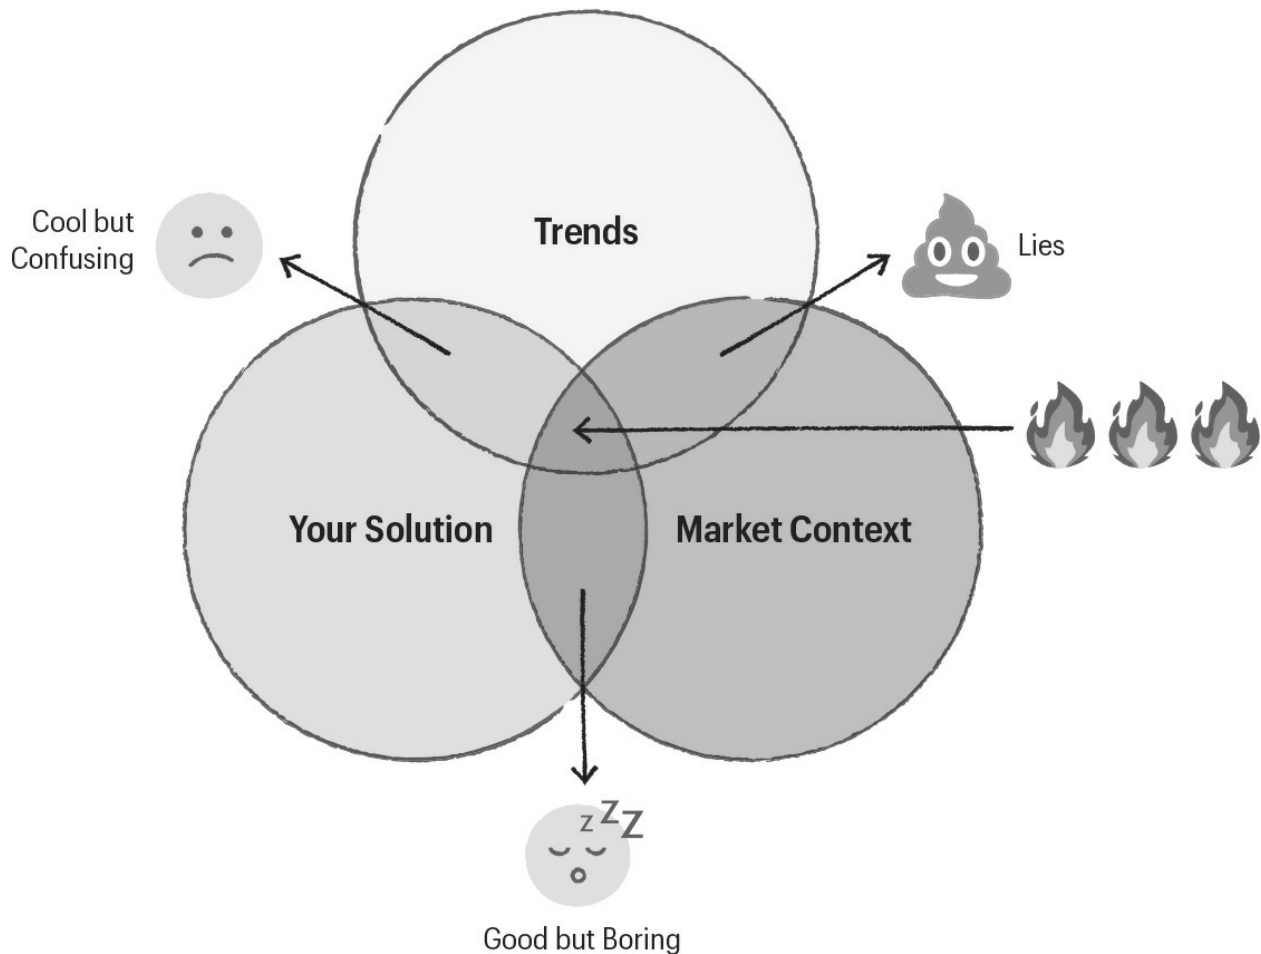 Trends
Cool but
Confusing
Lies
Your Solution
Market Context
z Z Z
Good but Boring